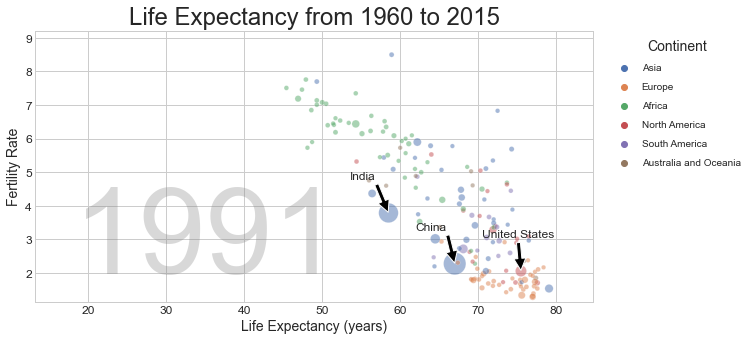 Life Expectancy from 1960 to 2015
Continent
Asia
Europe
Africa
North America
South America
Australia and Oceania
Fertility Rate
9
8
7
6
5
4
3
2
India
China
United States
1991
20
30
40
50
60
70
80
Life Expectancy (years)